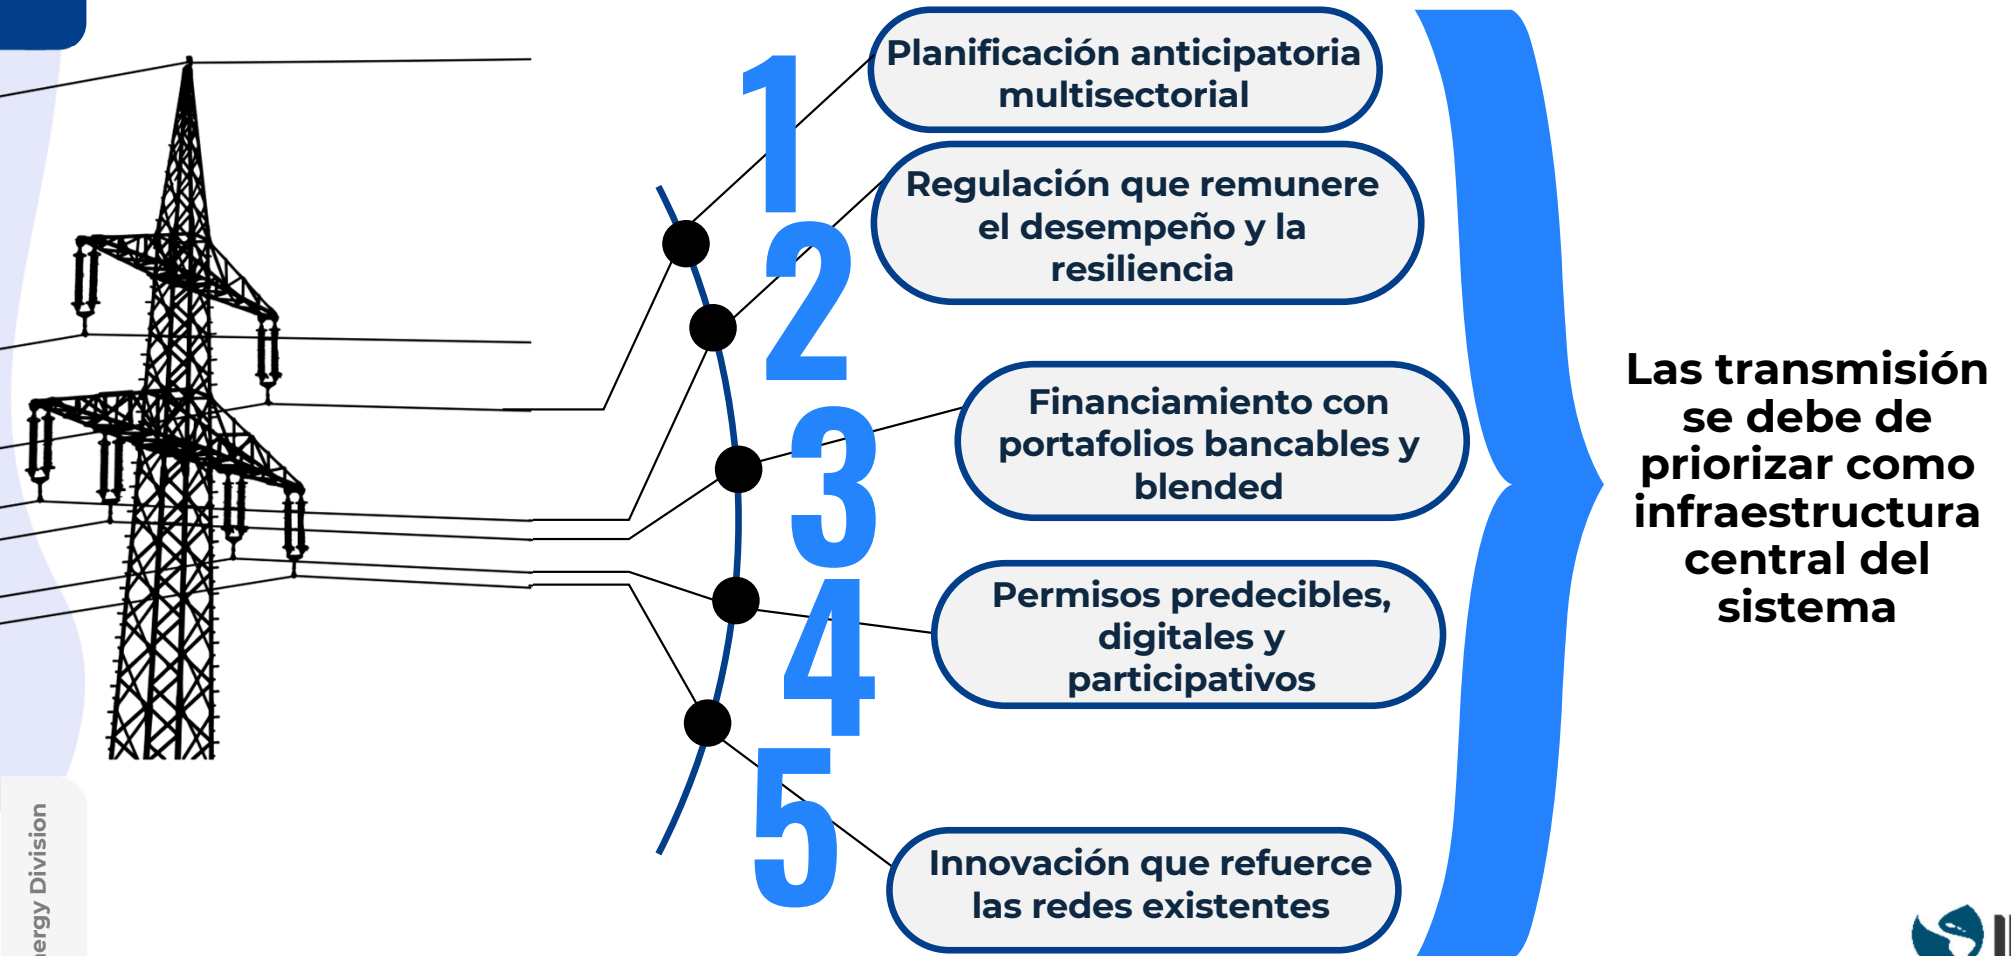 1
Planificación anticipatoria
multisectorial
2
Regulación que remunere
el desempeño y la
resiliencia
3
Financiamiento con
portafolios bancables y
blended
4
Permisos predecibles,
digitales y
participativos
5
Innovación que refuerce
las redes existentes
Las transmisión
se debe de
priorizar como
infraestructura
central del
sistema
Division